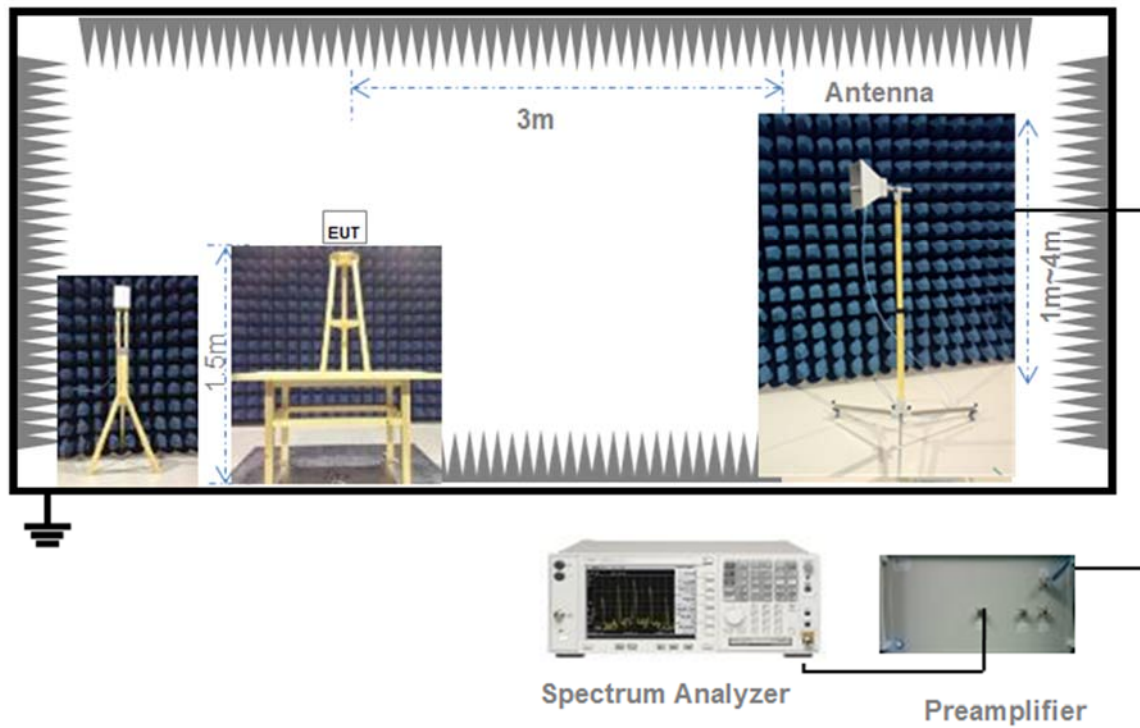 Antenna
3m
EUT
1.5m
1m~4m
Spectrum Analyzer
Preamplifier